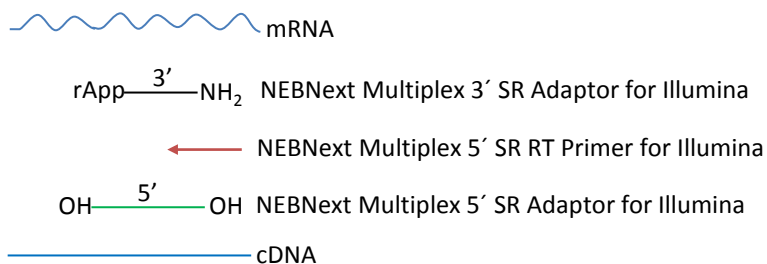 mRNA
3’
rApp NH2 NEBNext Multiplex 3´ SR Adaptor for Illumina
NEBNext Multiplex 5´ SR RT Primer for Illumina
5’
OH OH NEBNext Multiplex 5´ SR Adaptor for Illumina
cDNA